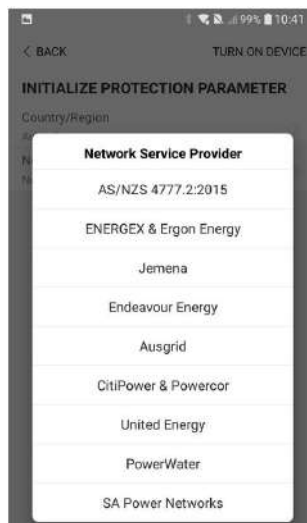 99% 10:41
< BACK TURN ON DEVICE
INITIALIZE PROTECTION PARAMETER
Country/Region
Network Service Provider
AS/NZS 4777.2:2015
ENERGEX & Ergon Energy
Jemena
Endeavour Energy
Ausgrid
CitiPower & Powercor
United Energy
PowerWater
SA Power Networks